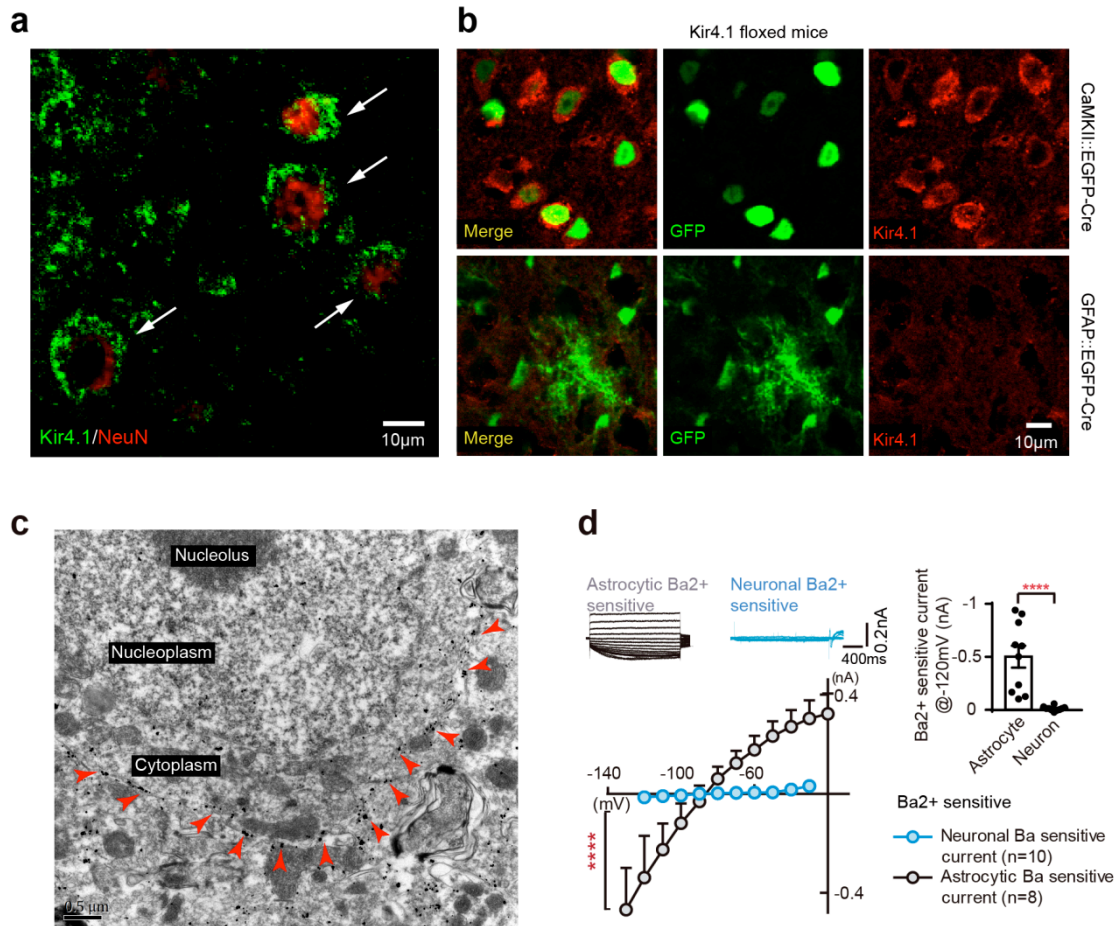 a
Kir4.1/NeuN
10μm
b
Kir4.1 floxed mice
Merge
GFP
Kir4.1
CaMKII::EGFP-Cre
Merge
GFP
Kir4.1
10μm
GFAP::EGFP-Cre
c
Nucleolus
Nucleoplasm
Cytoplasm
0.5 μm
d
Astrocytic Ba2+
sensitive
Neuronal Ba2+
sensitive
0.2nA
400ms
(nA)
0.4
-140
-100
-60
(mV)
****
-0.4
****
Ba2+ sensitive current
@-120mV (nA)
-1
-0.5
0
Astrocyte
Neuron
Ba2+ sensitive
Neuronal Ba sensitive
current (n=10)
Astrocytic Ba sensitive
current (n=8)